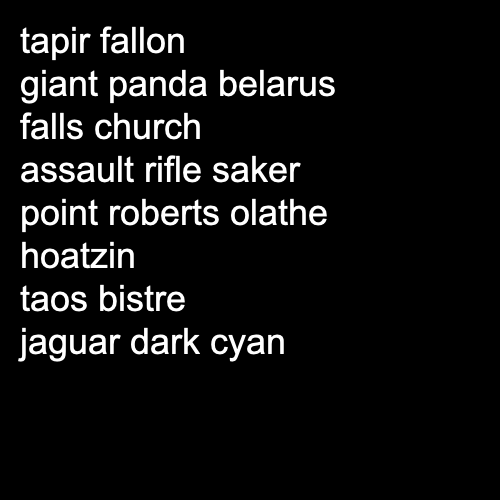 tapir fallon
giant panda belarus
falls church
assault rifle saker
point roberts olathe
hoatzin
taos bistre
jaguar dark cyan